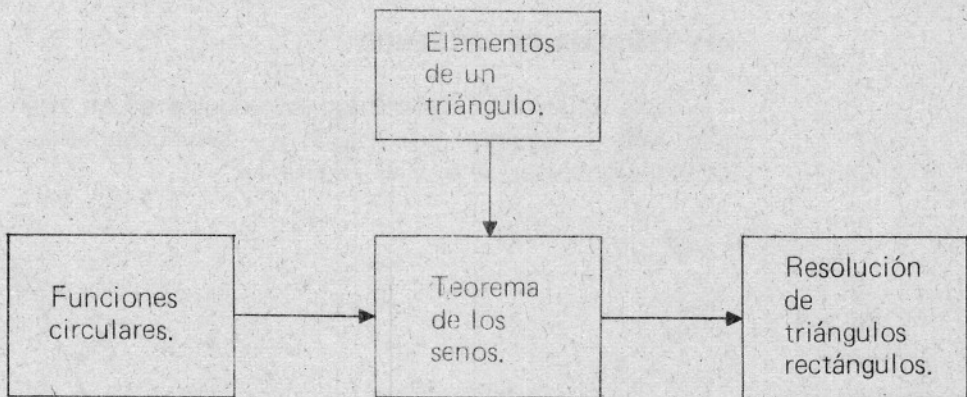 Elementos
de un
triángulo.
Funciones
circulares.
Teorema
de los
senos.
Resolución
de
triángulos
rectángulos.